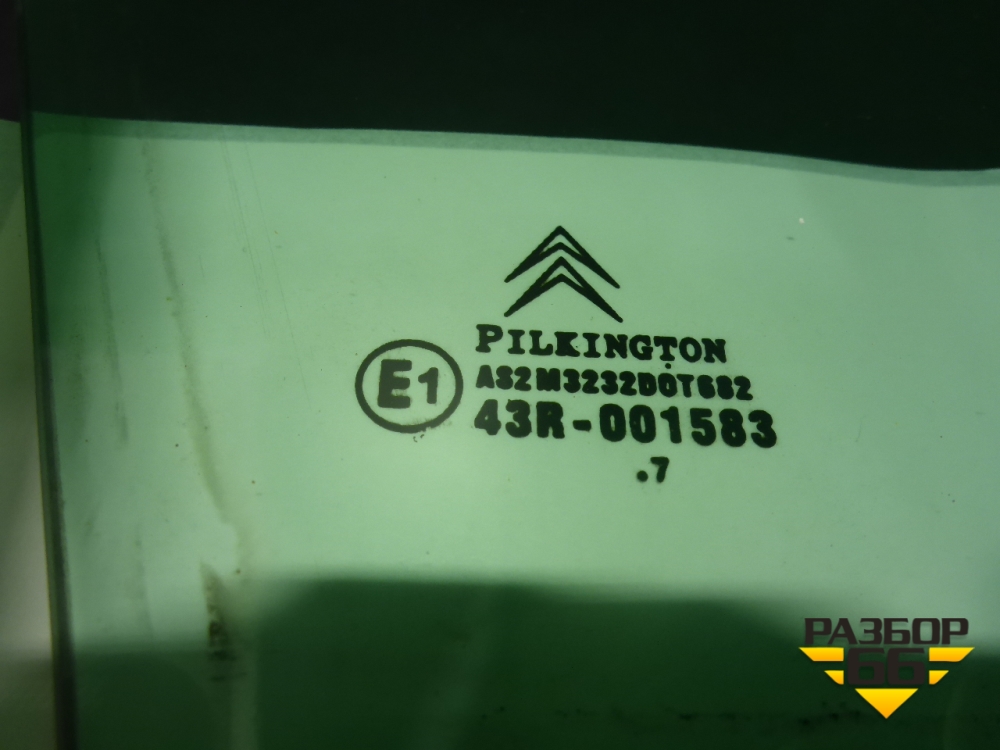 PILKINGTON
E1
AS2M3232DOT682
43R-001583
.7
РАЗБОР
66